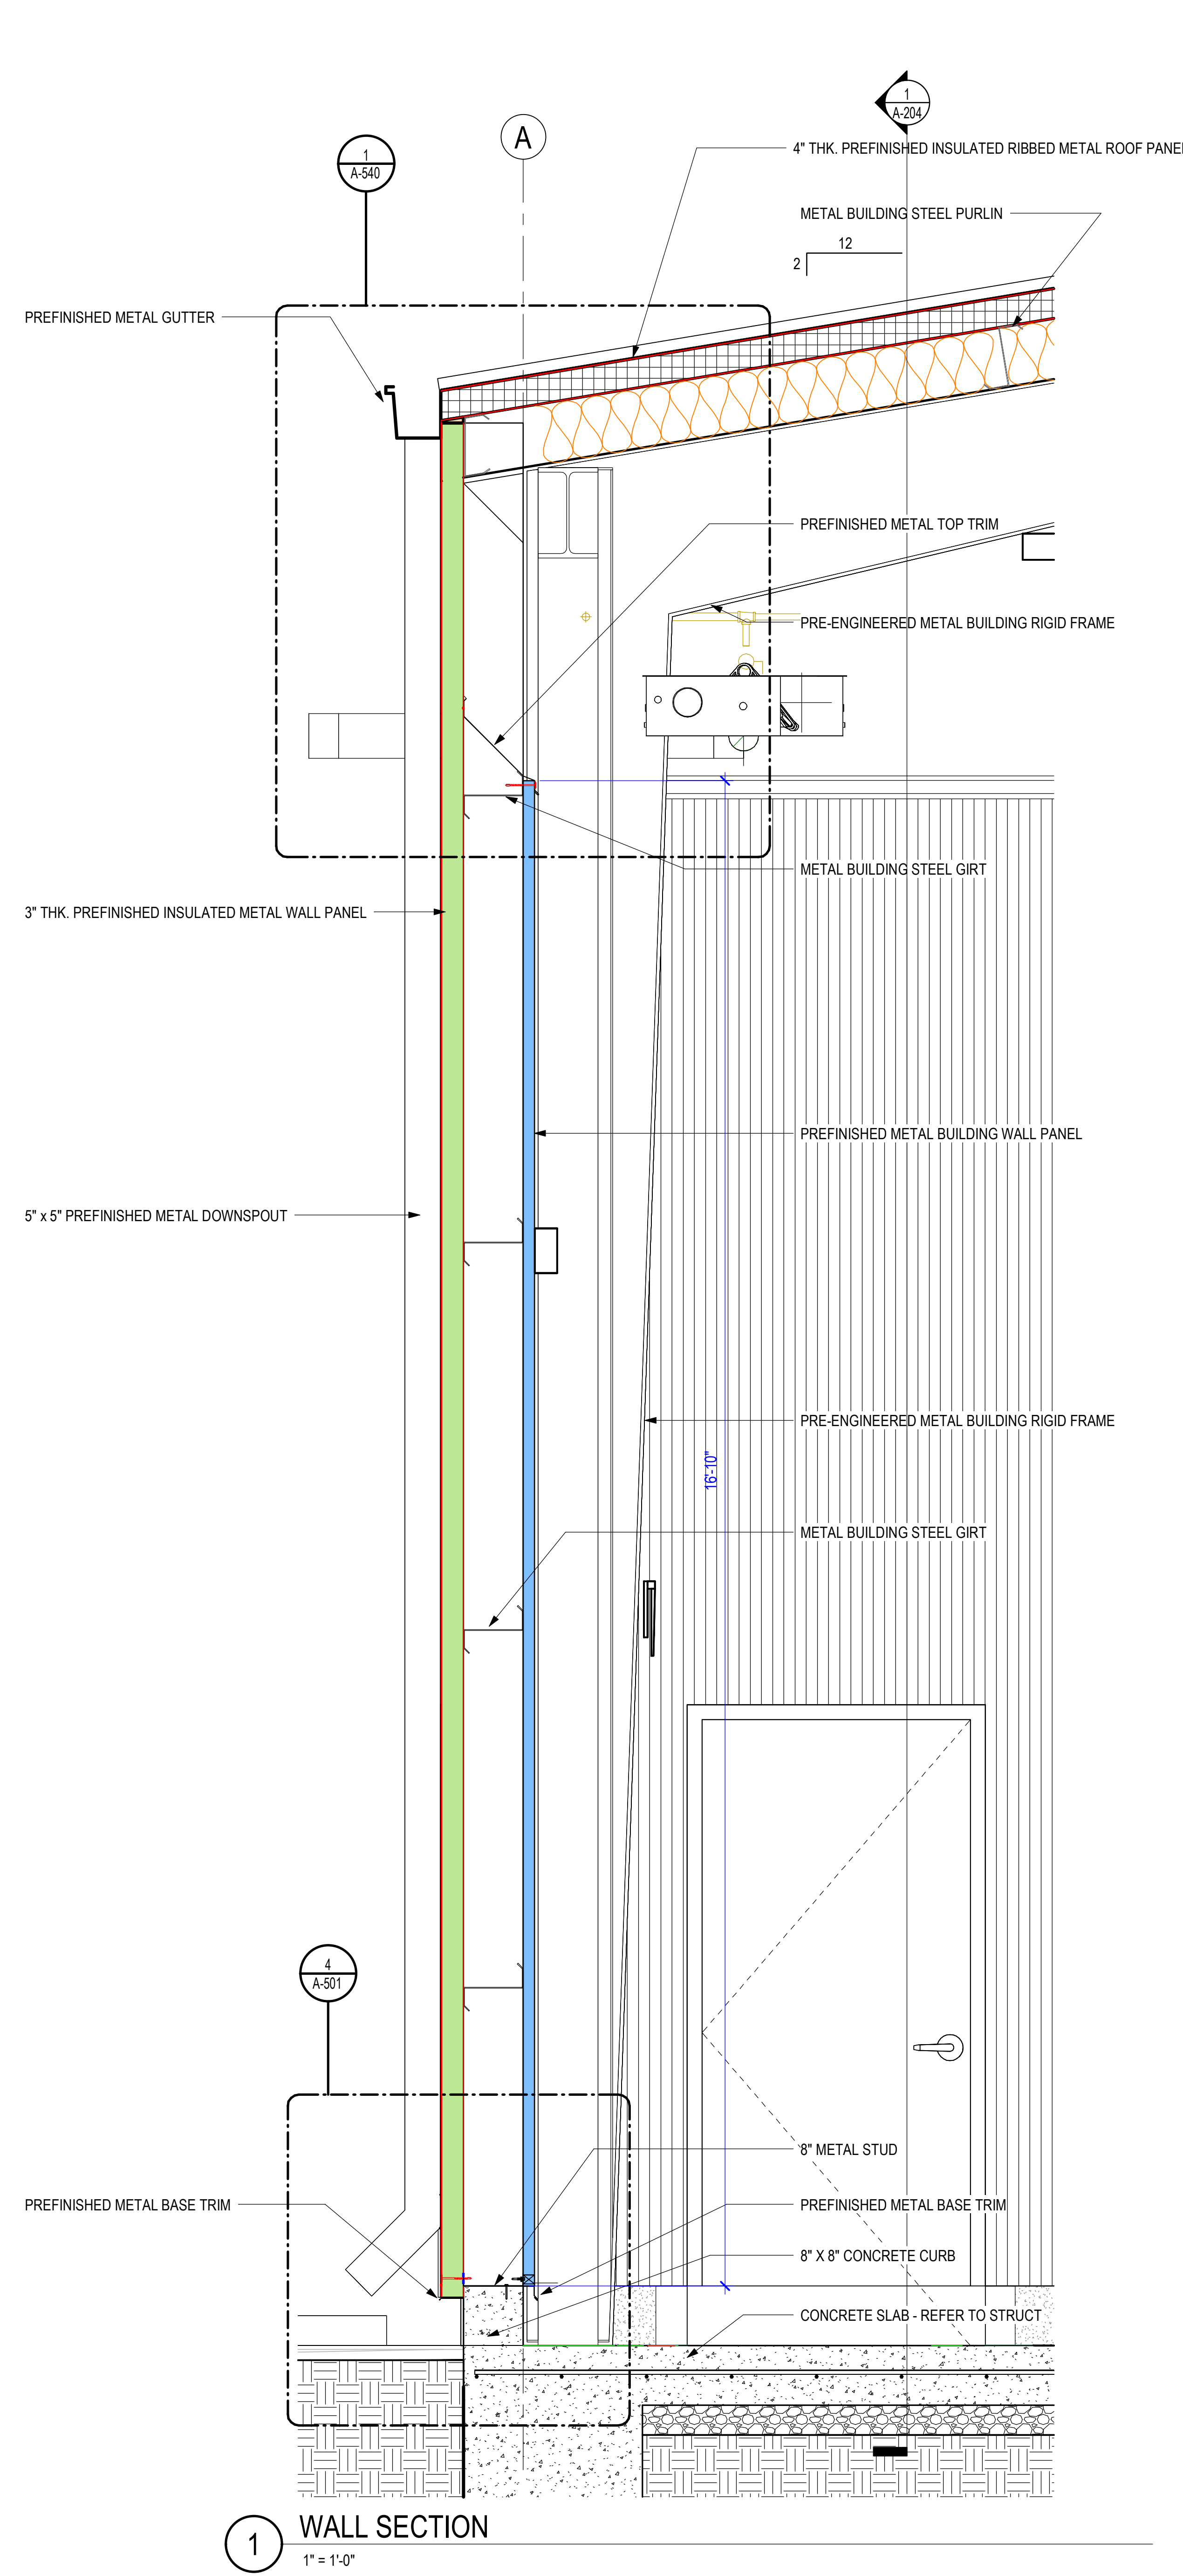 1
A-204
A
1
A-540
4" THK. PREFINISHED INSULATED RIBBED METAL ROOF PANEL
METAL BUILDING STEEL PURLIN
12
2
PREFINISHED METAL GUTTER
PREFINISHED METAL TOP TRIM
PRE-ENGINEERED METAL BUILDING RIGID FRAME
METAL BUILDING STEEL GIRT
3" THK. PREFINISHED INSULATED METAL WALL PANEL
PREFINISHED METAL BUILDING WALL PANEL
5" x 5" PREFINISHED METAL DOWNSPOUT
PRE-ENGINEERED METAL BUILDING RIGID FRAME
16'-10"
METAL BUILDING STEEL GIRT
4
A-501
8" METAL STUD
PREFINISHED METAL BASE TRIM
PREFINISHED METAL BASE TRIM
8" X 8" CONCRETE CURB
CONCRETE SLAB - REFER TO STRUCT
1
WALL SECTION
1" = 1'-0"